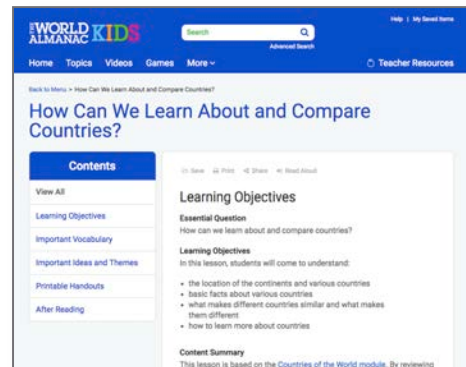 Help | My Saved Items
THE WORLD ALMANAC KIDS
Search
Advanced Search
Home Topics Videos Games More
Teacher Resources
Back to Menu > How Can We Learn About and Compare Countries?
How Can We Learn About and Compare
Countries?
Contents
View All
Learning Objectives
Important Vocabulary
Important Ideas and Themes
Printable Handouts
After Reading
Save Print Share Read Aloud
Learning Objectives
Essential Question
How can we learn about and compare countries?
Learning Objectives
In this lesson, students will come to understand:
• the location of the continents and various countries
• basic facts about various countries
• what makes different countries similar and what makes
them different
• how to learn more about countries
Content Summary
This lesson is based on the Countries of the World module. By reviewing